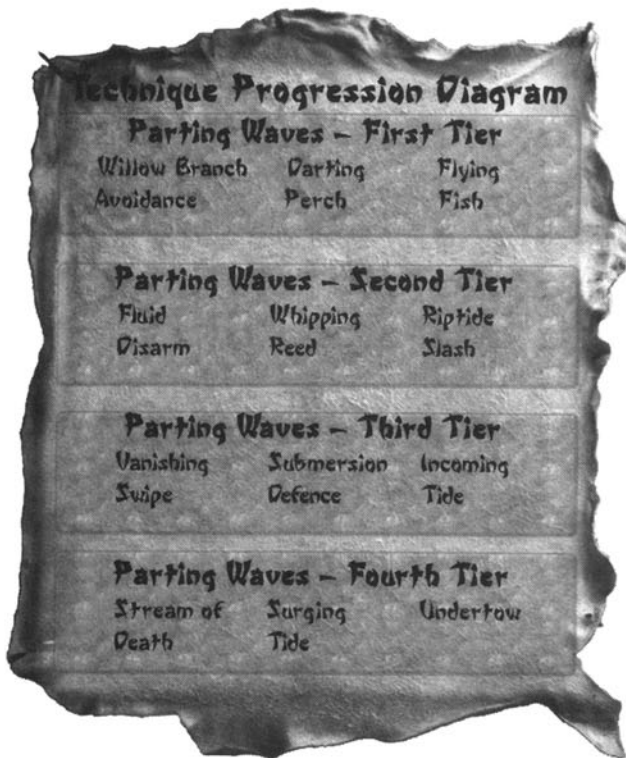 Technique Progression Diagram
Parting Waves – First Tier
Willow Branch Darting Flying
Avoidance Perch Fish
Parting Waves – Second Tier
Fluid Whipping Riptide
Disarm Reed Slash
Parting Waves – Third Tier
Vanishing Submersion Incoming
Swipe Defence Tide
Parting Waves – Fourth Tier
Stream of Surging Undertow
Death Tide